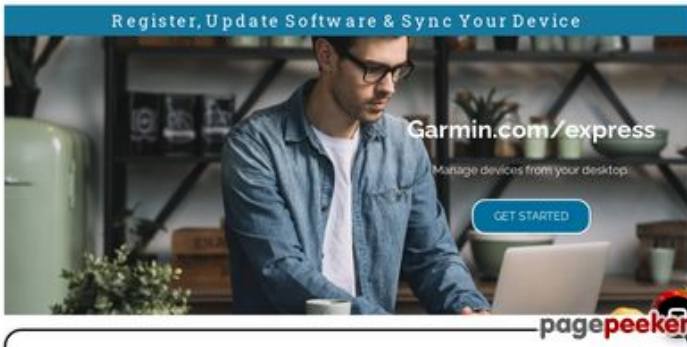 Register, Update Software & Sync Your Device
Garmin.com/express
Manage devices from your desktop.
GET STARTED
pagepeeker